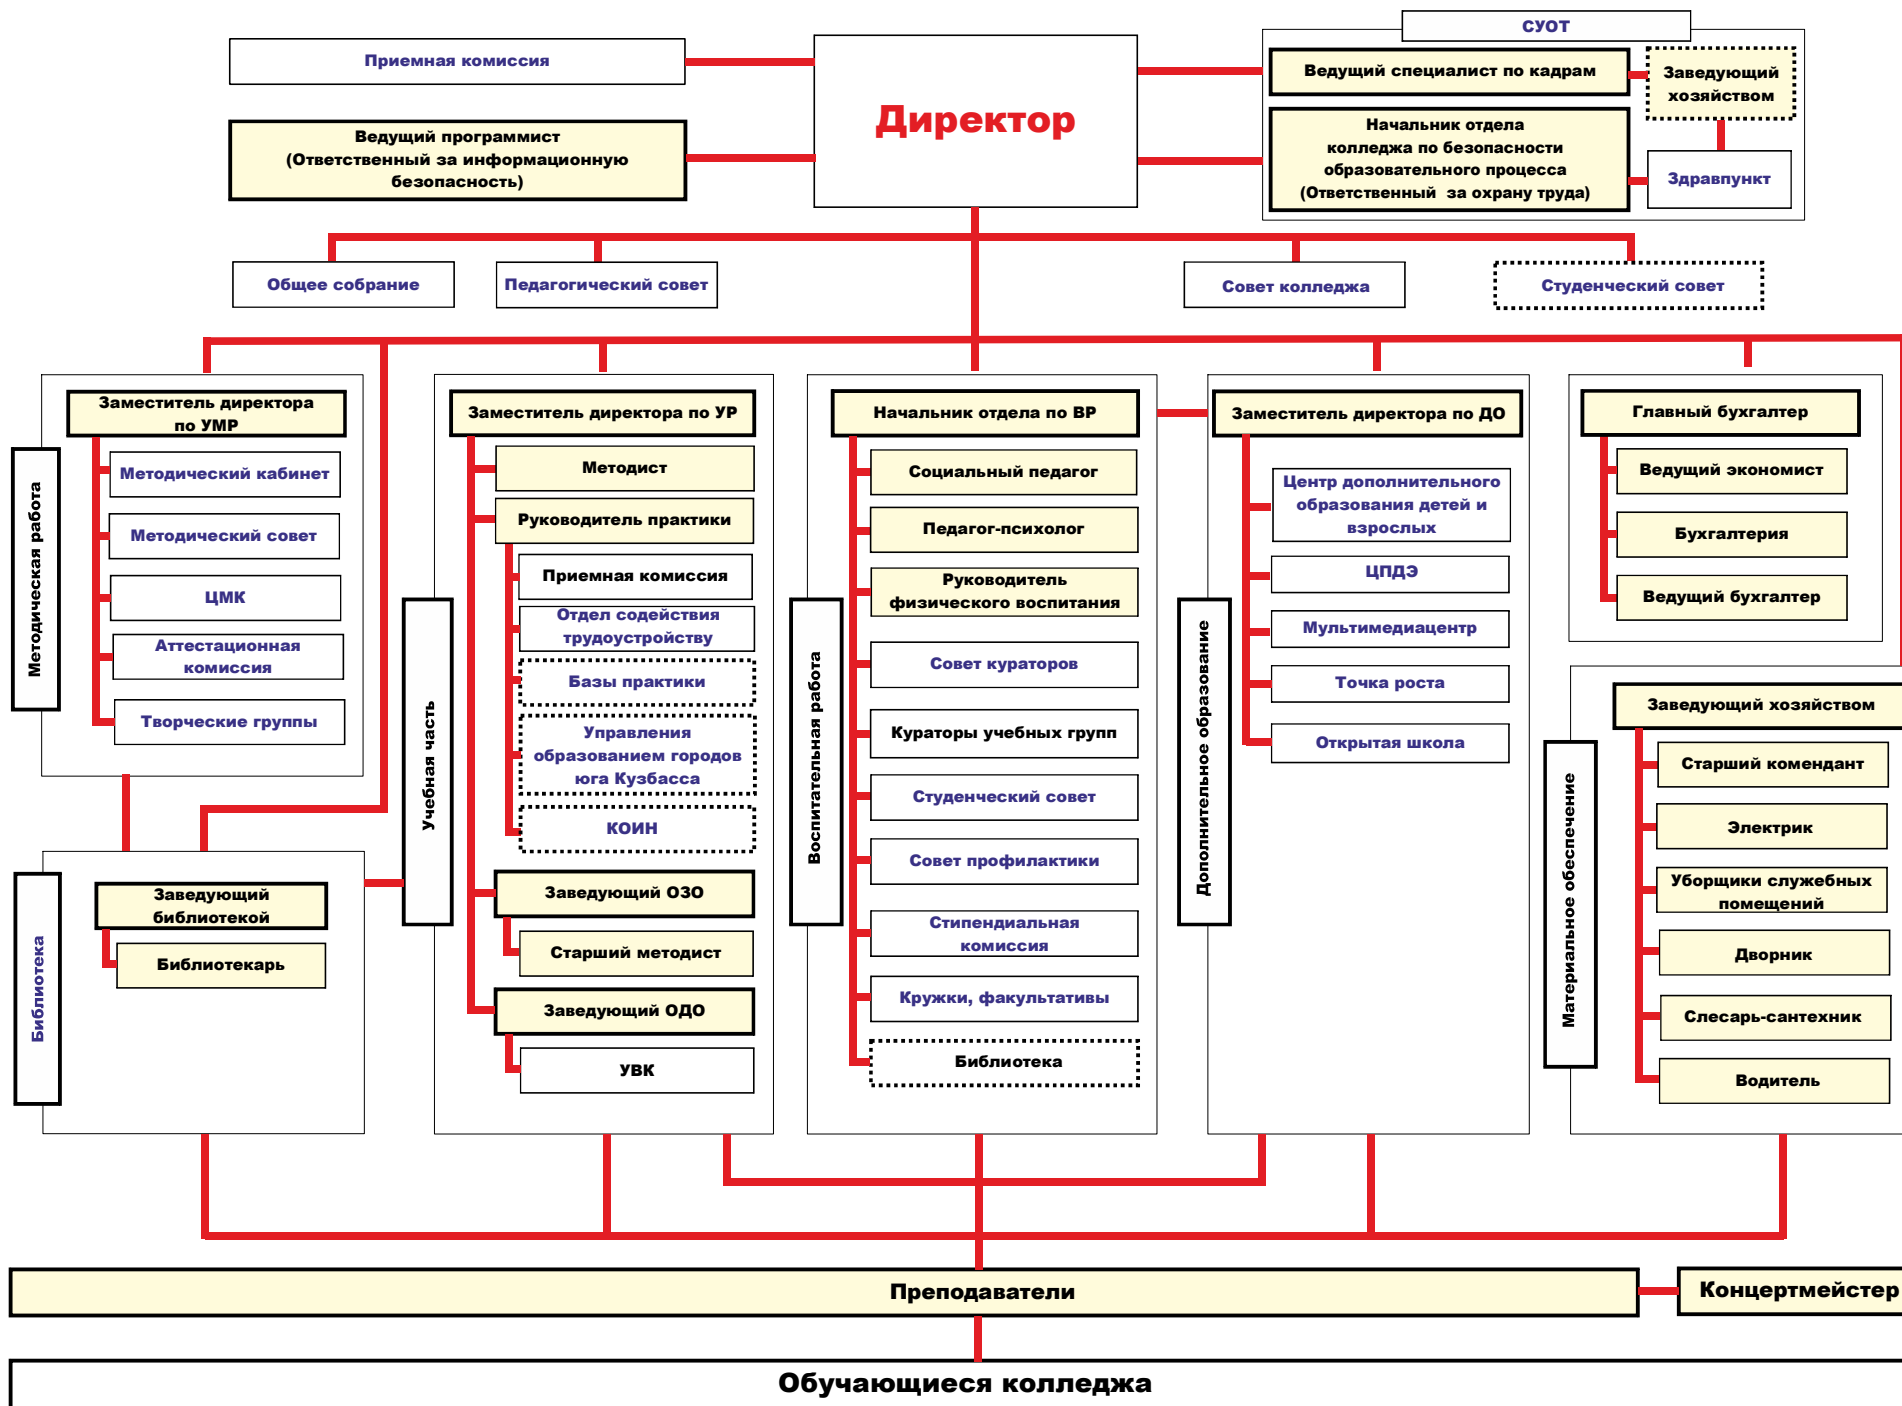 СУОТ
Приемная комиссия
Директор
Ведущий специалист по кадрам
Заведующий
хозяйством
Ведущий программист
(Ответственный за информационную
безопасность)
Начальник отдела
колледжа по безопасности
образовательного процесса
(Ответственный  за охрану труда)
Здравпункт
Общее собрание
Педагогический совет
Совет колледжа
Студенческий совет
Методическая работа
Заместитель директора
по УМР
Методический кабинет
Методический совет
ЦМК
Аттестационная
комиссия
Творческие группы
Библиотека
Заведующий
библиотекой
Библиотекарь
Учебная часть
Заместитель директора по УР
Методист
Руководитель практики
Приемная комиссия
Отдел содействия
трудоустройству
Базы практики
Управления
образованием городов
юга Кузбасса
КОИН
Заведующий ОЗО
Старший методист
Заведующий ОДО
УВК
Воспитательная работа
Начальник отдела по ВР
Социальный педагог
Педагог-психолог
Руководитель
физического воспитания
Совет кураторов
Кураторы учебных групп
Студенческий совет
Совет профилактики
Стипендиальная
комиссия
Кружки, факультативы
Библиотека
Дополнительное образование
Заместитель директора по ДО
Центр дополнительного
образования детей и
взрослых
ЦПДЭ
Мультимедиацентр
Точка роста
Открытая школа
Главный бухгалтер
Ведущий экономист
Бухгалтерия
Ведущий бухгалтер
Материальное обеспечение
Заведующий хозяйством
Старший комендант
Электрик
Уборщики служебных
помещений
Дворник
Слесарь-сантехник
Водитель
Преподаватели
Концертмейстер
Обучающиеся колледжа